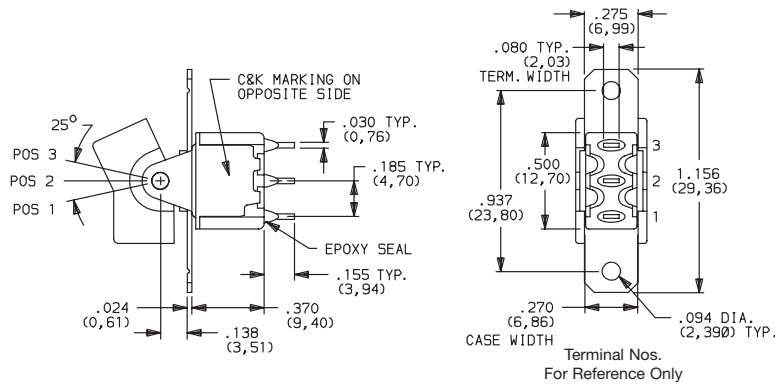 C&K MARKING ON
OPPOSITE SIDE
25°
POS 3
POS 2
POS 1
.030 TYP.
(0,76)
.185 TYP.
(4,70)
EPOXY SEAL
.155 TYP.
(3,94)
.024
(0,61)
.370
(9,40)
.138
(3,51)
.275
(6,99)
.080 TYP.
(2,03)
TERM. WIDTH
3
2
1
.500
(12,70)
1.156
(29,36)
.937
(23,80)
.270
(6,86)
CASE WIDTH
.094 DIA.
(2,39Ø) TYP.
Terminal Nos.
For Reference Only